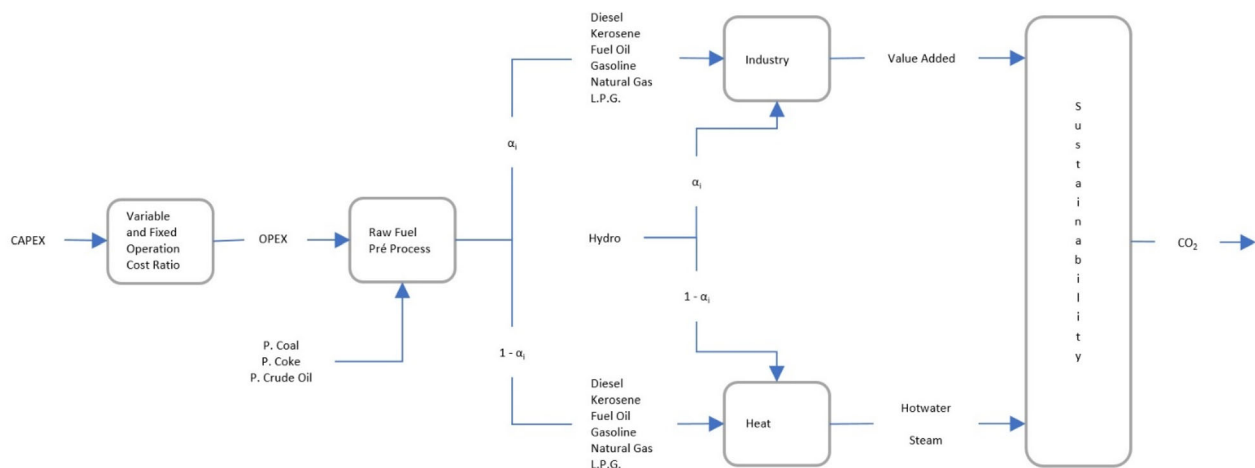 Diesel
Kerosene
Fuel Oil
Gasoline
Natural Gas
L.P.G.
Industry
Value Added
αi
αi
CAPEX
Variable
and Fixed
Operation
Cost Ratio
OPEX
Raw Fuel
Pré Process
Hydro
S
u
s
t
a
i
n
a
b
i
l
i
t
y
CO₂
1 - αi
1 - αi
P. Coal
P. Coke
P. Crude Oil
Diesel
Kerosene
Fuel Oil
Gasoline
Natural Gas
L.P.G.
Heat
Hotwater
Steam